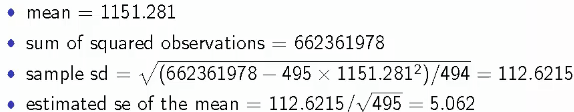 • mean = 1151.281
• sum of squared observations = 662361978
• sample sd = √(662361978 − 495 × 1151.281²)/494 = 112.6215
• estimated se of the mean = 112.6215/√495 = 5.062